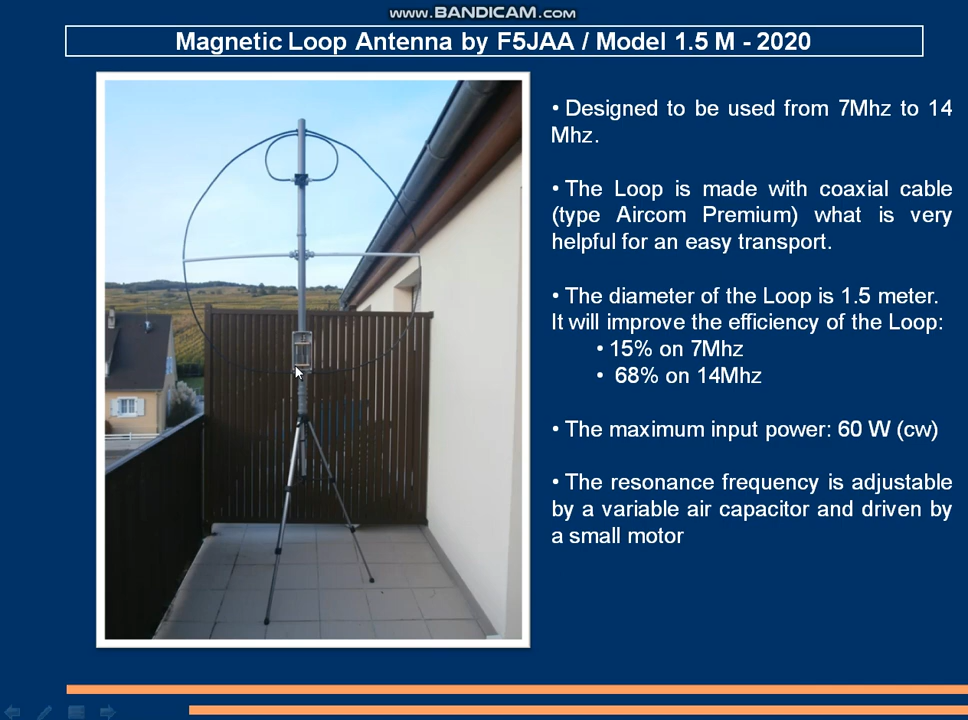 www.BANDICAM.com
Magnetic Loop Antenna by F5JAA / Model 1.5 M - 2020
• Designed to be used from 7Mhz to 14
Mhz.
• The Loop is made with coaxial cable
(type Aircom Premium) what is very
helpful for an easy transport.
• The diameter of the Loop is 1.5 meter.
It will improve the efficiency of the Loop:
• 15% on 7Mhz
• 68% on 14Mhz
• The maximum input power: 60 W (cw)
• The resonance frequency is adjustable
by a variable air capacitor and driven by
a small motor